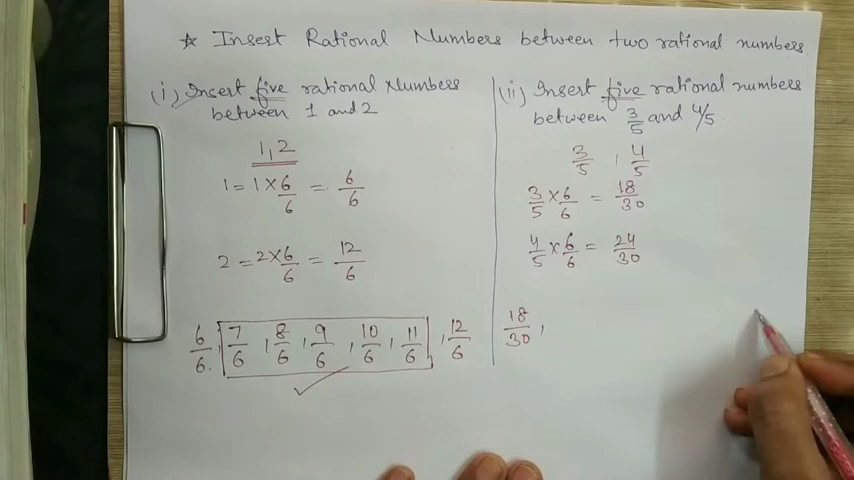 ☆ Insert Rational Numbers between two rational numbers.
(i) Insert five rational Numbers
between 1 and 2
1, 2
1 = 1 × 6/6 = 6/6
2 = 2 × 6/6 = 12/6
6/6, 7/6, 8/6, 9/6, 10/6, 11/6, 12/6
(ii) Insert five rational numbers
between 3/5 and 4/5
3/5, 4/5
3/5 × 6/6 = 18/30
4/5 × 6/6 = 24/30
18/30,